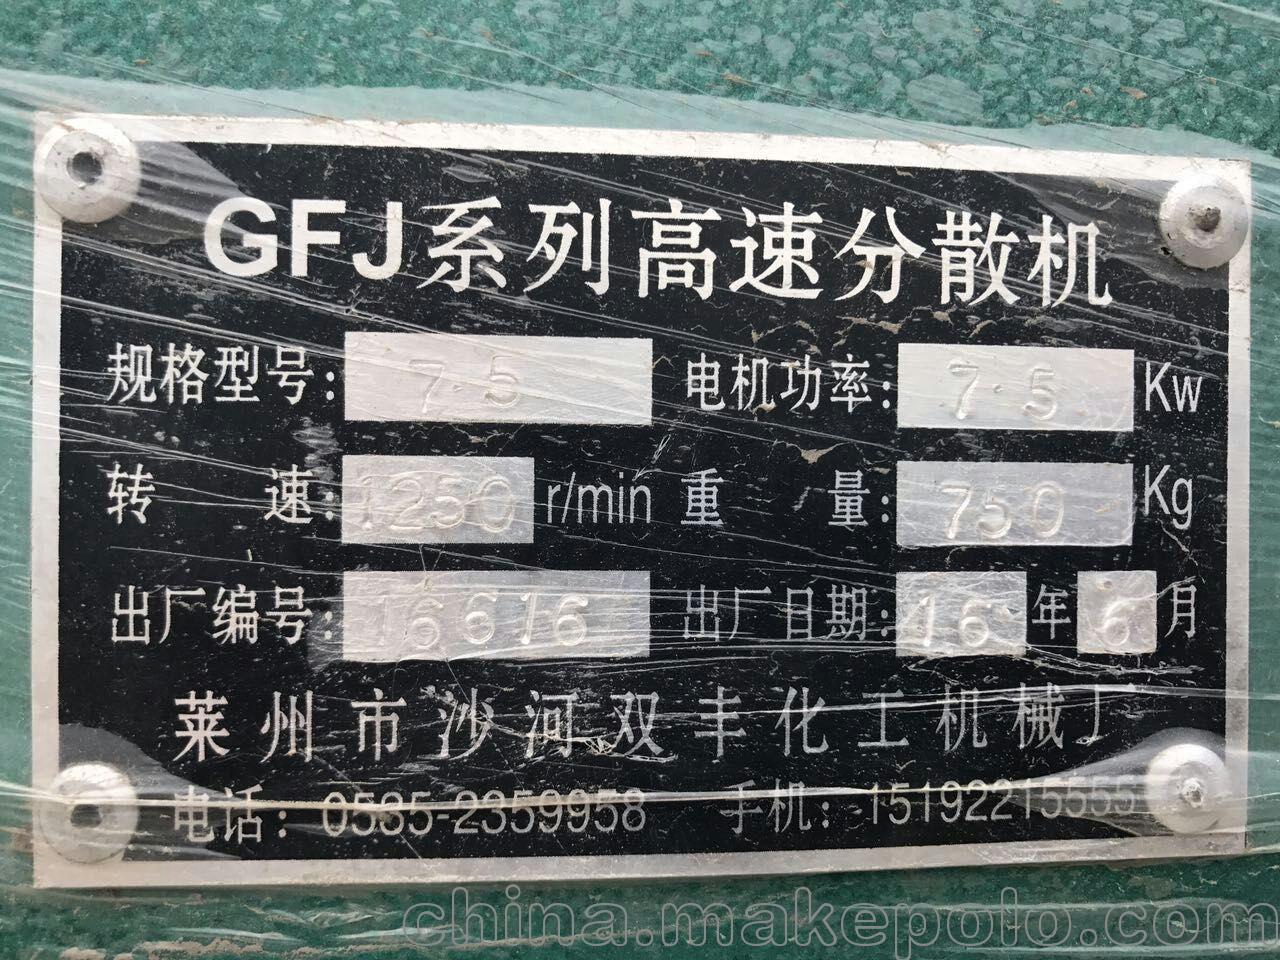 GFJ系列高速分散机
规格型号: 7.5 电机功率: 7.5 Kw
转速: 1250 r/min 重量: 750 Kg
出厂编号: 16616 出厂日期: 16年6月
莱州市沙河双丰化工机械厂
电话: 0535-2359958 手机: 15192215555
china.makepolo.com